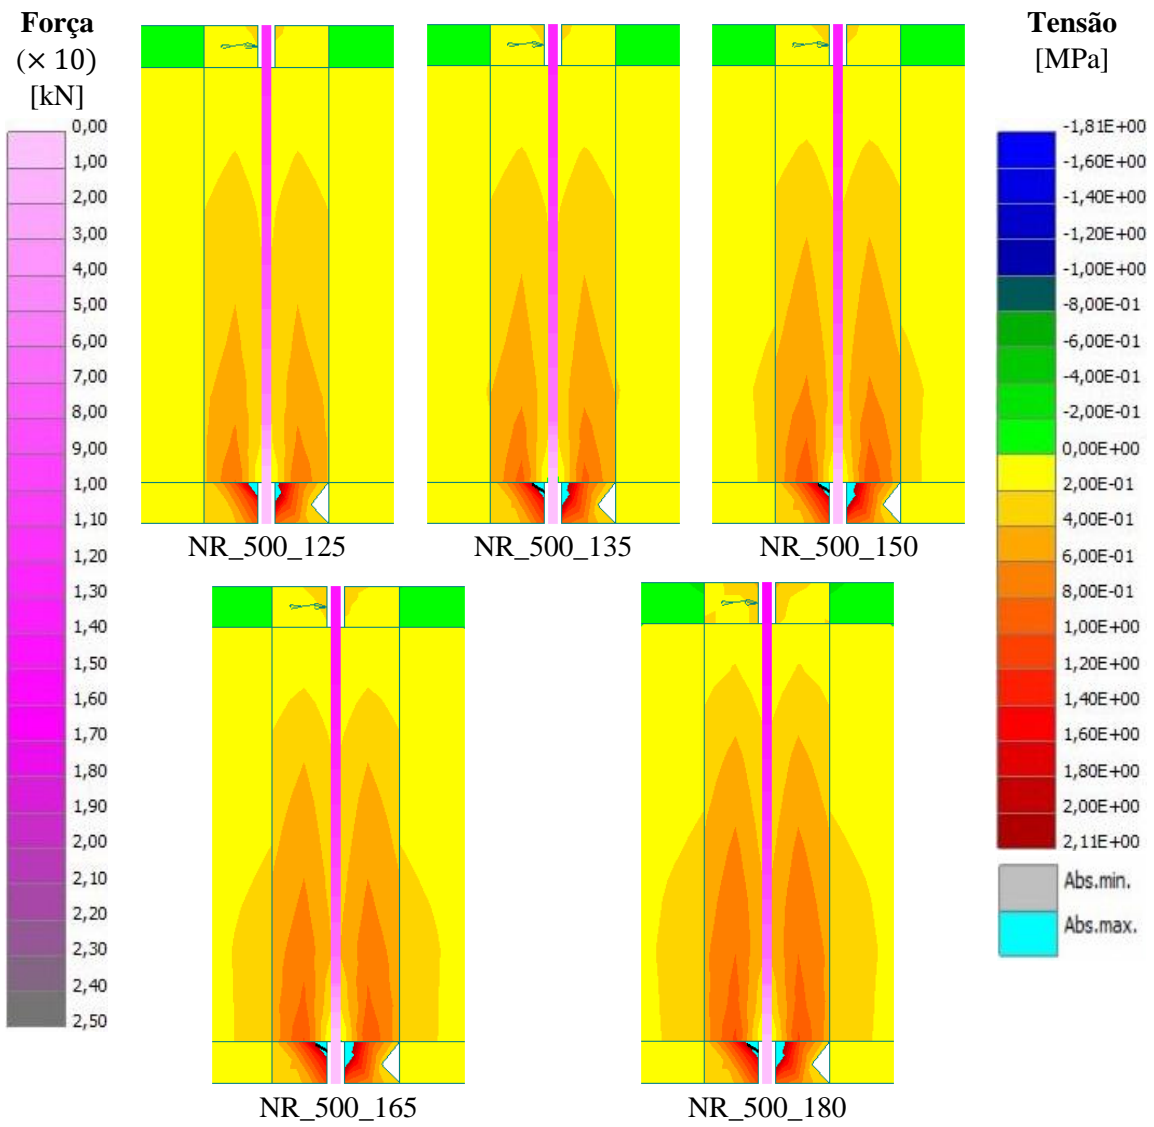 Força
(× 10)
[kN]
0,00
1,00
2,00
3,00
4,00
5,00
6,00
7,00
8,00
9,00
1,00
1,10
1,20
1,30
1,40
1,50
1,60
1,70
1,80
1,90
2,00
2,10
2,20
2,30
2,40
2,50
NR_500_125
NR_500_135
NR_500_150
NR_500_165
NR_500_180
Tensão
[MPa]
-1,81E+00
-1,60E+00
-1,40E+00
-1,20E+00
-1,00E+00
-8,00E-01
-6,00E-01
-4,00E-01
-2,00E-01
0,00E+00
2,00E-01
4,00E-01
6,00E-01
8,00E-01
1,00E+00
1,20E+00
1,40E+00
1,60E+00
1,80E+00
2,00E+00
2,11E+00
Abs.min.
Abs.max.